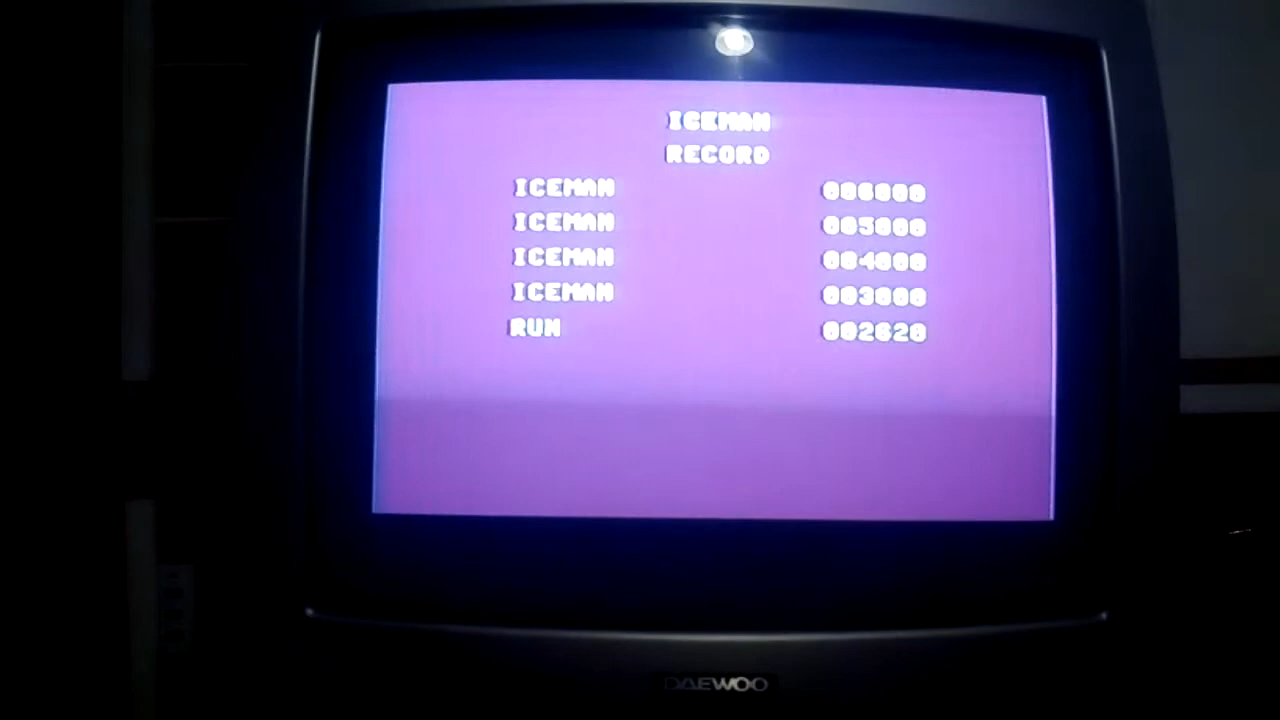 ICEMAN
RECORD
ICEMAN 006000
ICEMAN 005000
ICEMAN 004000
ICEMAN 003000
RUN 002620
DAEWOO